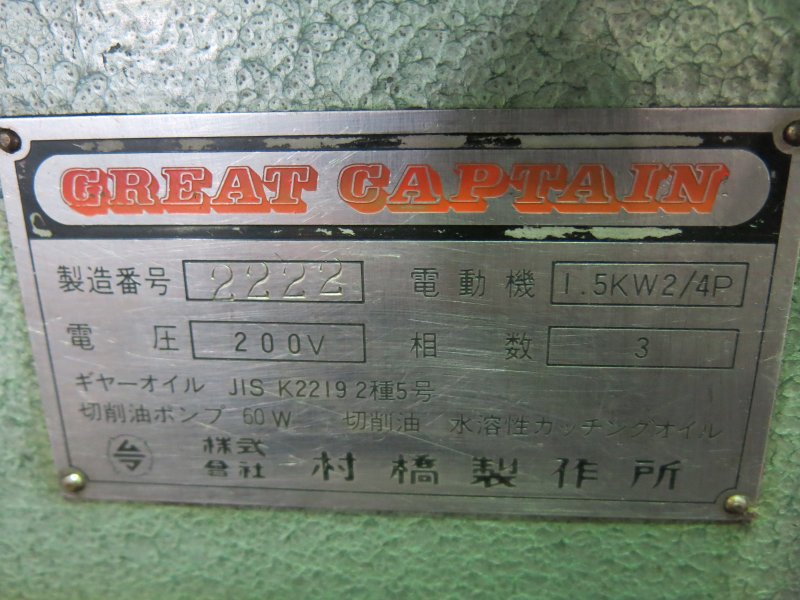 GREAT CAPTAIN
製造番号 2222 電動機 1.5KW2/4P
電圧 200V 相数 3
ギヤーオイル JIS K2219 2種5号
切削油ポンプ 60W 切削油 水溶性カッチングオイル
株式會社 村橋製作所